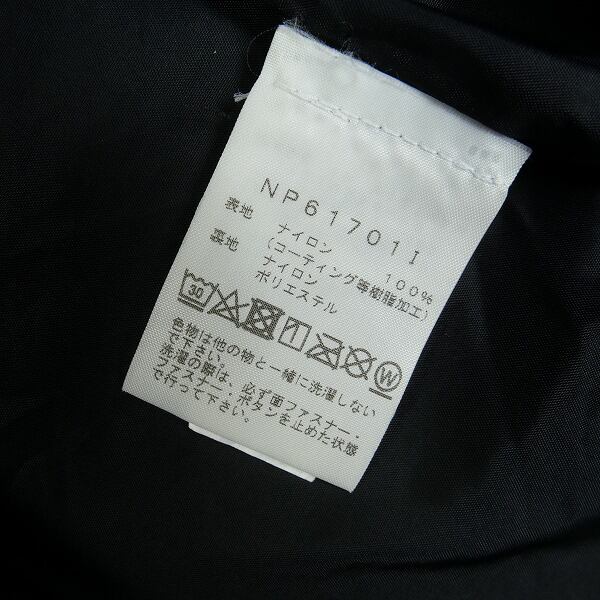 NP61701I
表地 ナイロン 100%
(コーティング等樹脂加工)
裏地 ナイロン
ポリエステル
30 W
色物は他の物と一緒に洗濯しない
で下さい。
洗濯の際は、必ず面ファスナー・
ファスナー・ボタンを止めた状態
で行って下さい。